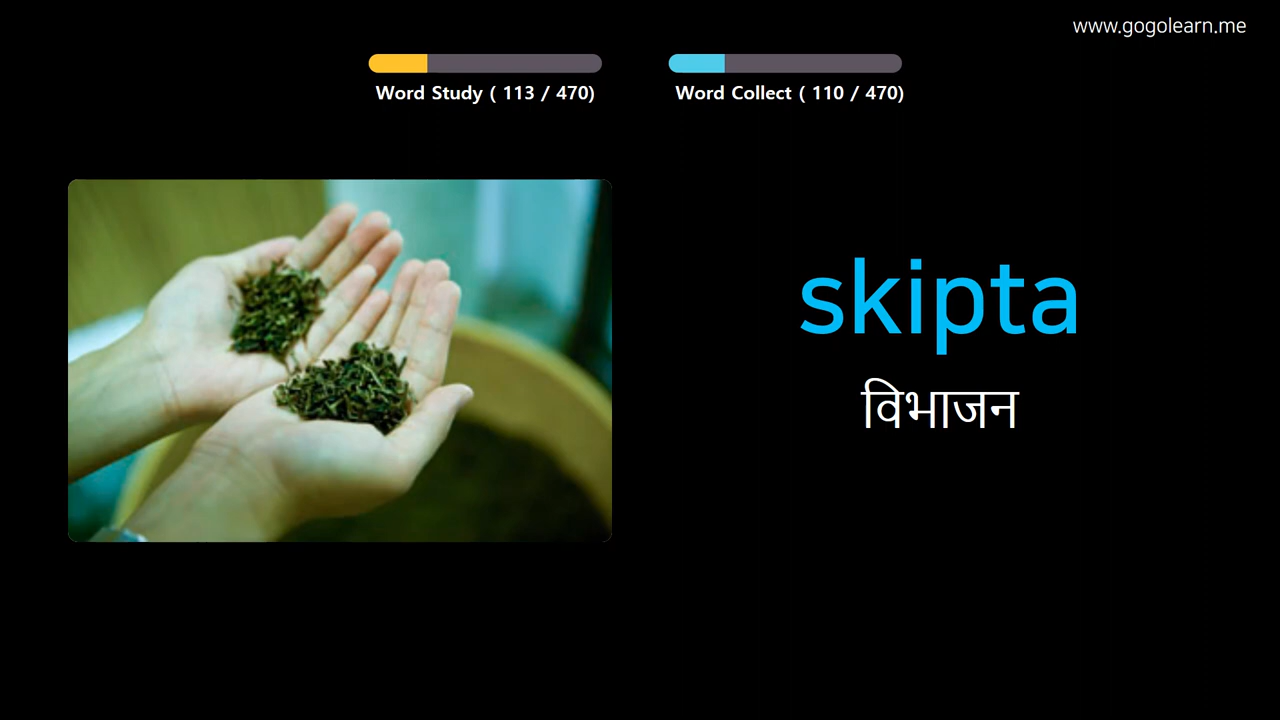 www.gogolearn.me
Word Study ( 113 / 470)
Word Collect ( 110 / 470)
skipta
विभाजन